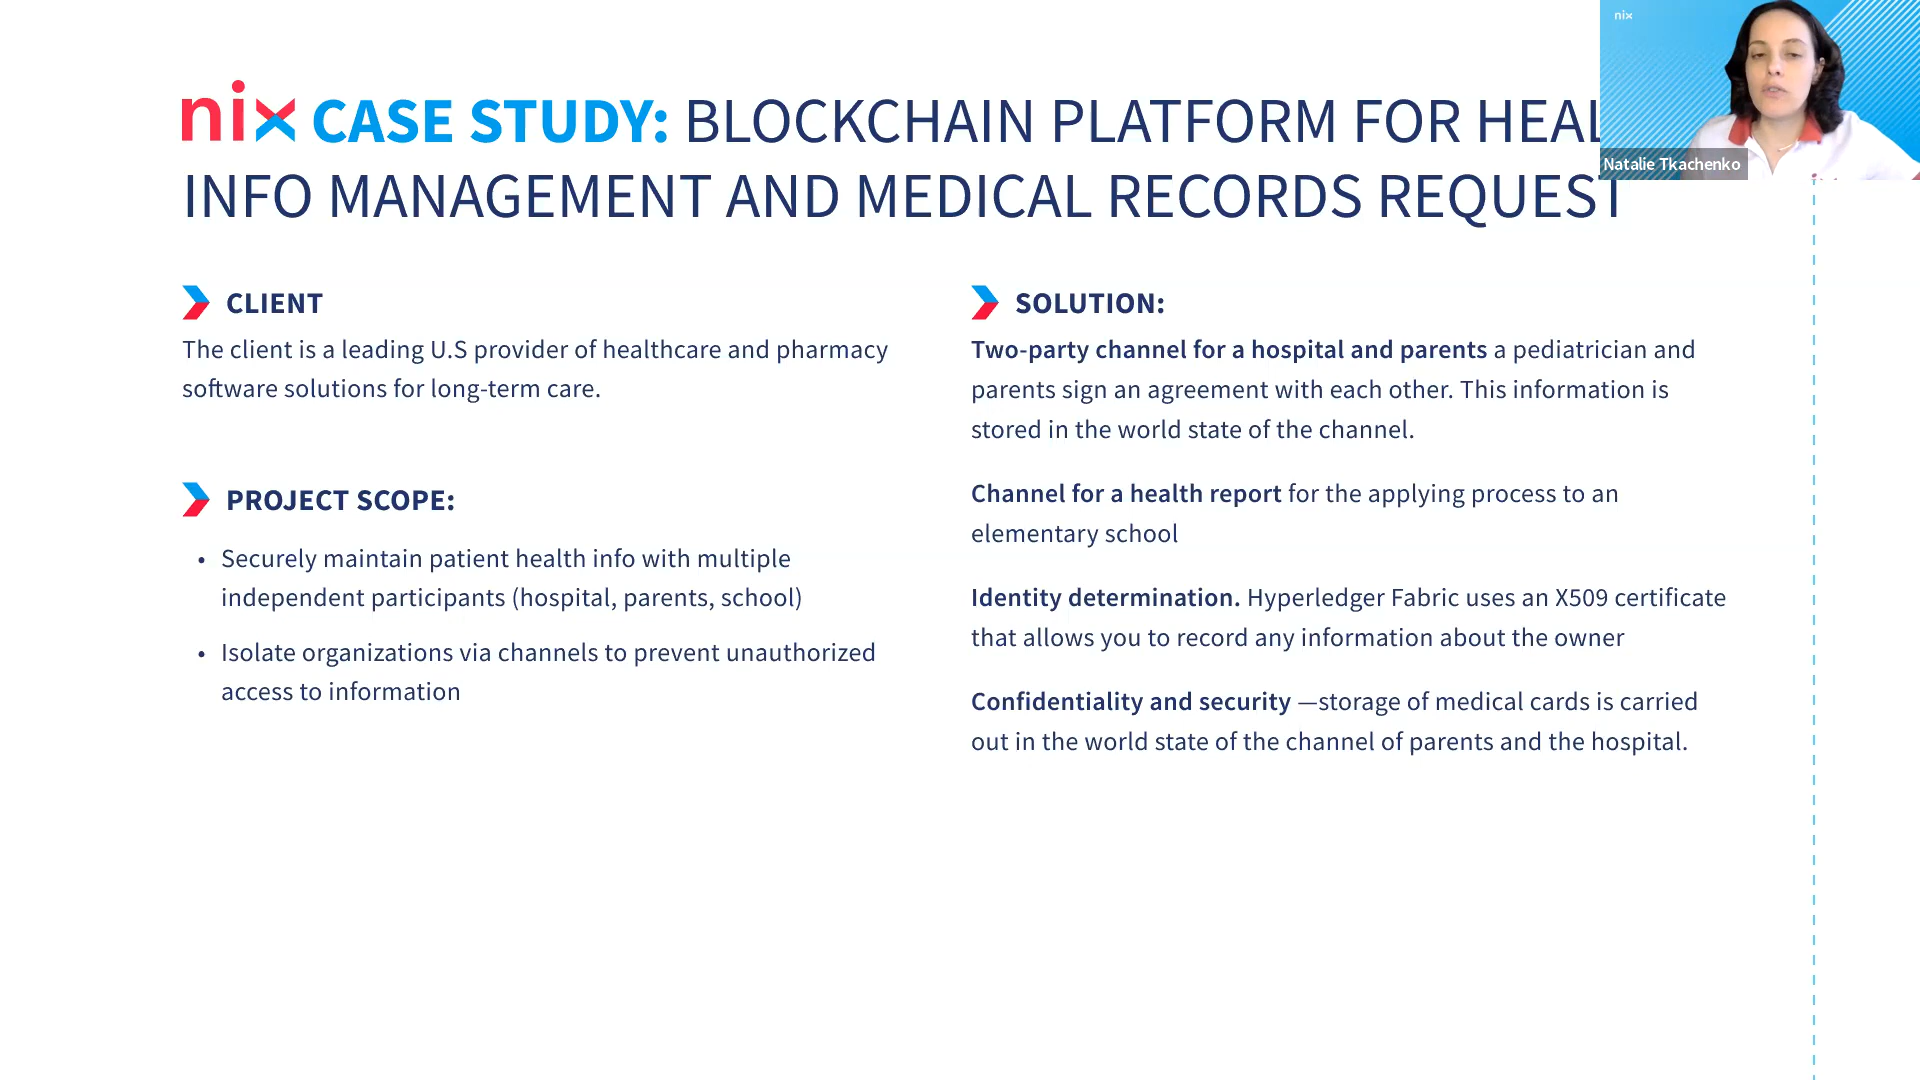 nix CASE STUDY: BLOCKCHAIN PLATFORM FOR
INFO MANAGEMENT AND MEDICAL RECORDS REQUEST
nix
Natalie Tkachenko
CLIENT
The client is a leading U.S provider of healthcare and pharmacy
software solutions for long-term care.
PROJECT SCOPE:
• Securely maintain patient health info with multiple
independent participants (hospital, parents, school)
• Isolate organizations via channels to prevent unauthorized
access to information
SOLUTION:
Two-party channel for a hospital and parents a pediatrician and
parents sign an agreement with each other. This information is
stored in the world state of the channel.
Channel for a health report for the applying process to an
elementary school
Identity determination. Hyperledger Fabric uses an X509 certificate
that allows you to record any information about the owner
Confidentiality and security —storage of medical cards is carried
out in the world state of the channel of parents and the hospital.